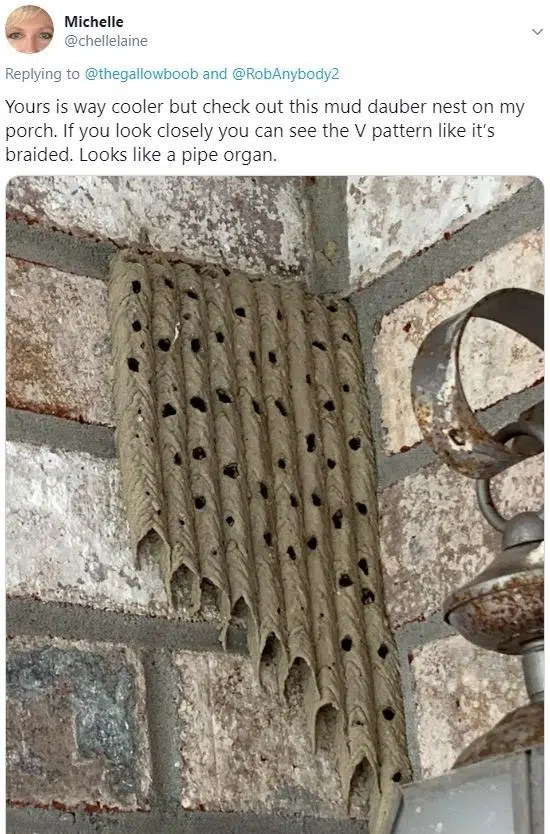 Michelle
@chellelaine
Replying to @thegallowboob and @RobAnybody2
Yours is way cooler but check out this mud dauber nest on my
porch. If you look closely you can see the V pattern like it's
braided. Looks like a pipe organ.